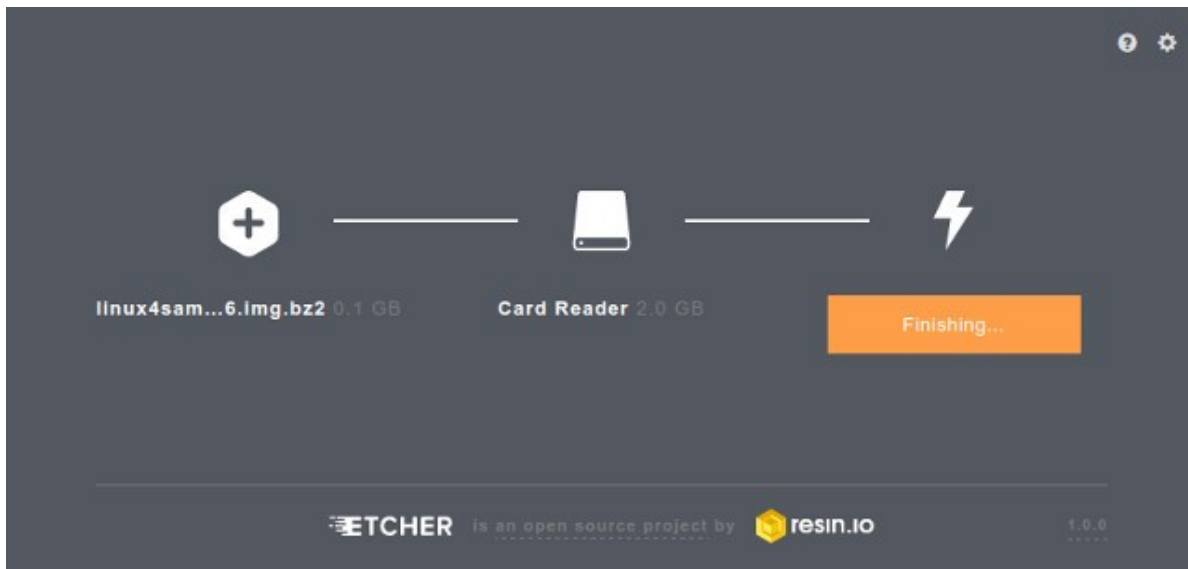 linux4sam...6.img.bz2 0.1 GB
Card Reader 2.0 GB
Finishing...
ETCHER is an open source project by resin.io
1.0.0